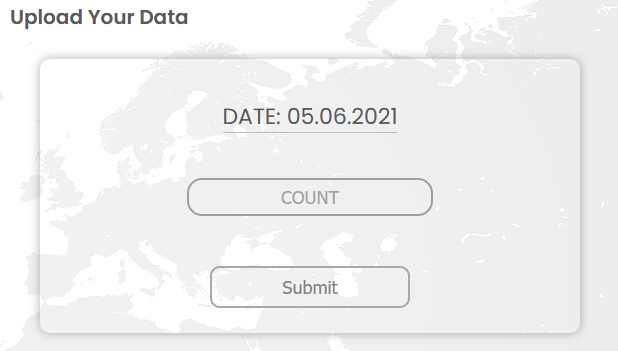 Upload Your Data
DATE: 05.06.2021
COUNT
Submit